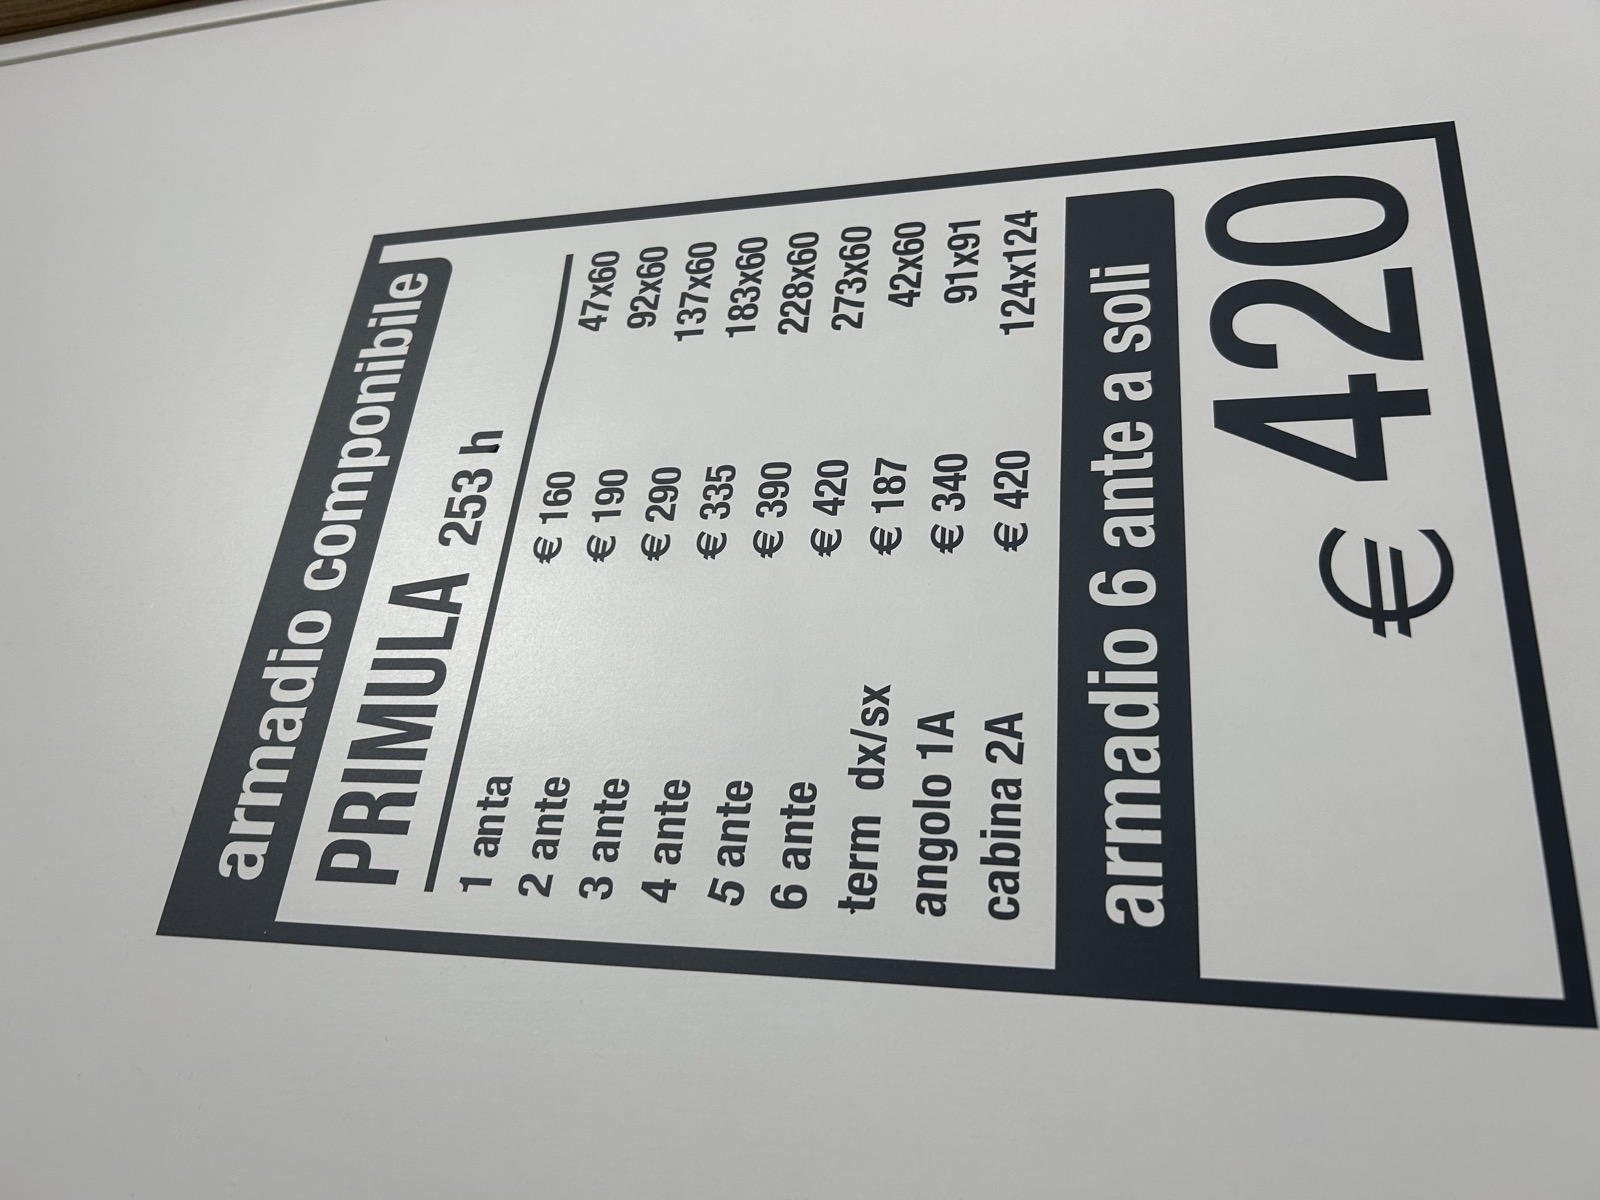 armadio componibile
PRIMULA 253 h
1 anta € 160 47x60
2 ante € 190 92x60
3 ante € 290 137x60
4 ante € 335 183x60
5 ante € 390 228x60
6 ante € 420 273x60
term dx/sx € 187 42x60
angolo 1A € 340 91x91
cabina 2A € 420 124x124
armadio 6 ante a soli
€ 420